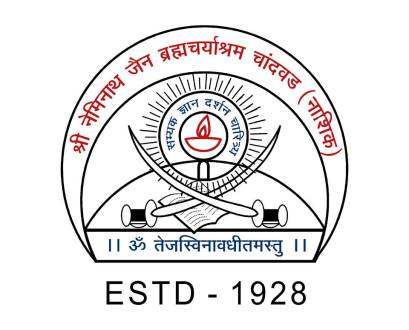 श्री नेमिनाथ जैन ब्रह्मचर्याश्रम चांदवड (नाशिक)
सम्यक ज्ञान दर्शन चारित्र्य
।। ॐ तेजस्विनावधीतमस्तु ।।
ESTD - 1928